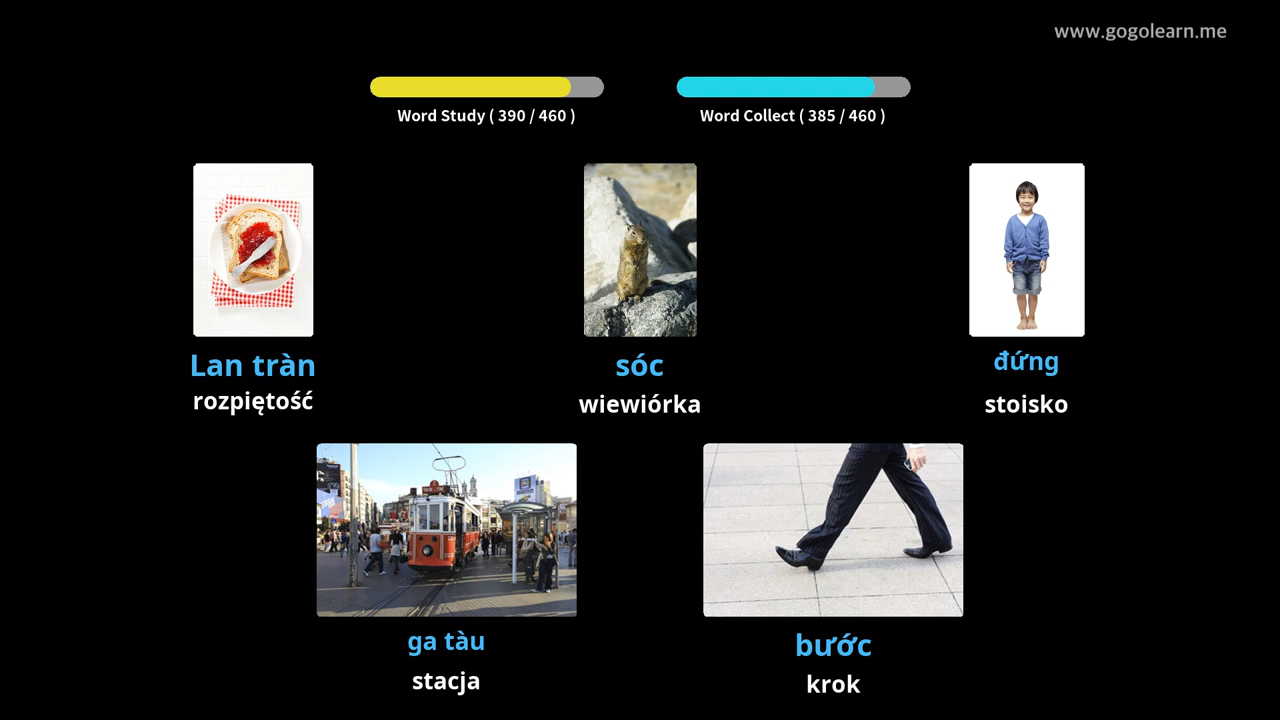 www.gogolearn.me
Word Study ( 390 / 460 )
Word Collect ( 385 / 460 )
Lan tràn
rozpiętość
sóc
wiewiórka
đứng
stoisko
ga tàu
stacja
bước
krok